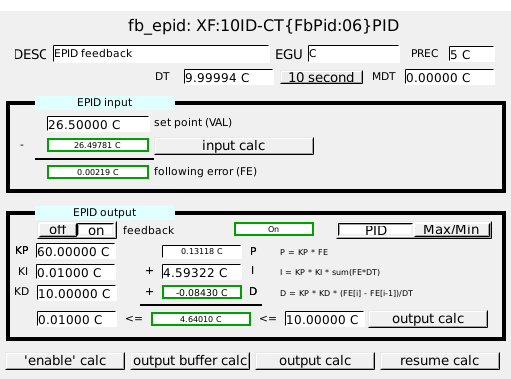 fb_epid: XF:10ID-CT{FbPid:06}PID
DESC EPID feedback EGU C PREC 5 C
DT 9.99994 C 10 second MDT 0.00000 C
EPID input
26.50000 C set point (VAL)
- 26.49781 C input calc
0.00219 C following error (FE)
EPID output
off on feedback On PID Max/Min
KP 60.00000 C 0.13118 C P P = KP * FE
KI 0.01000 C + 4.59322 C I I = KP * KI * sum(FE*DT)
KD 10.00000 C + -0.08430 C D D = KP * KD * (FE[i] - FE[i-1])/DT
0.01000 C <= 4.64010 C <= 10.00000 C output calc
'enable' calc output buffer calc output calc resume calc